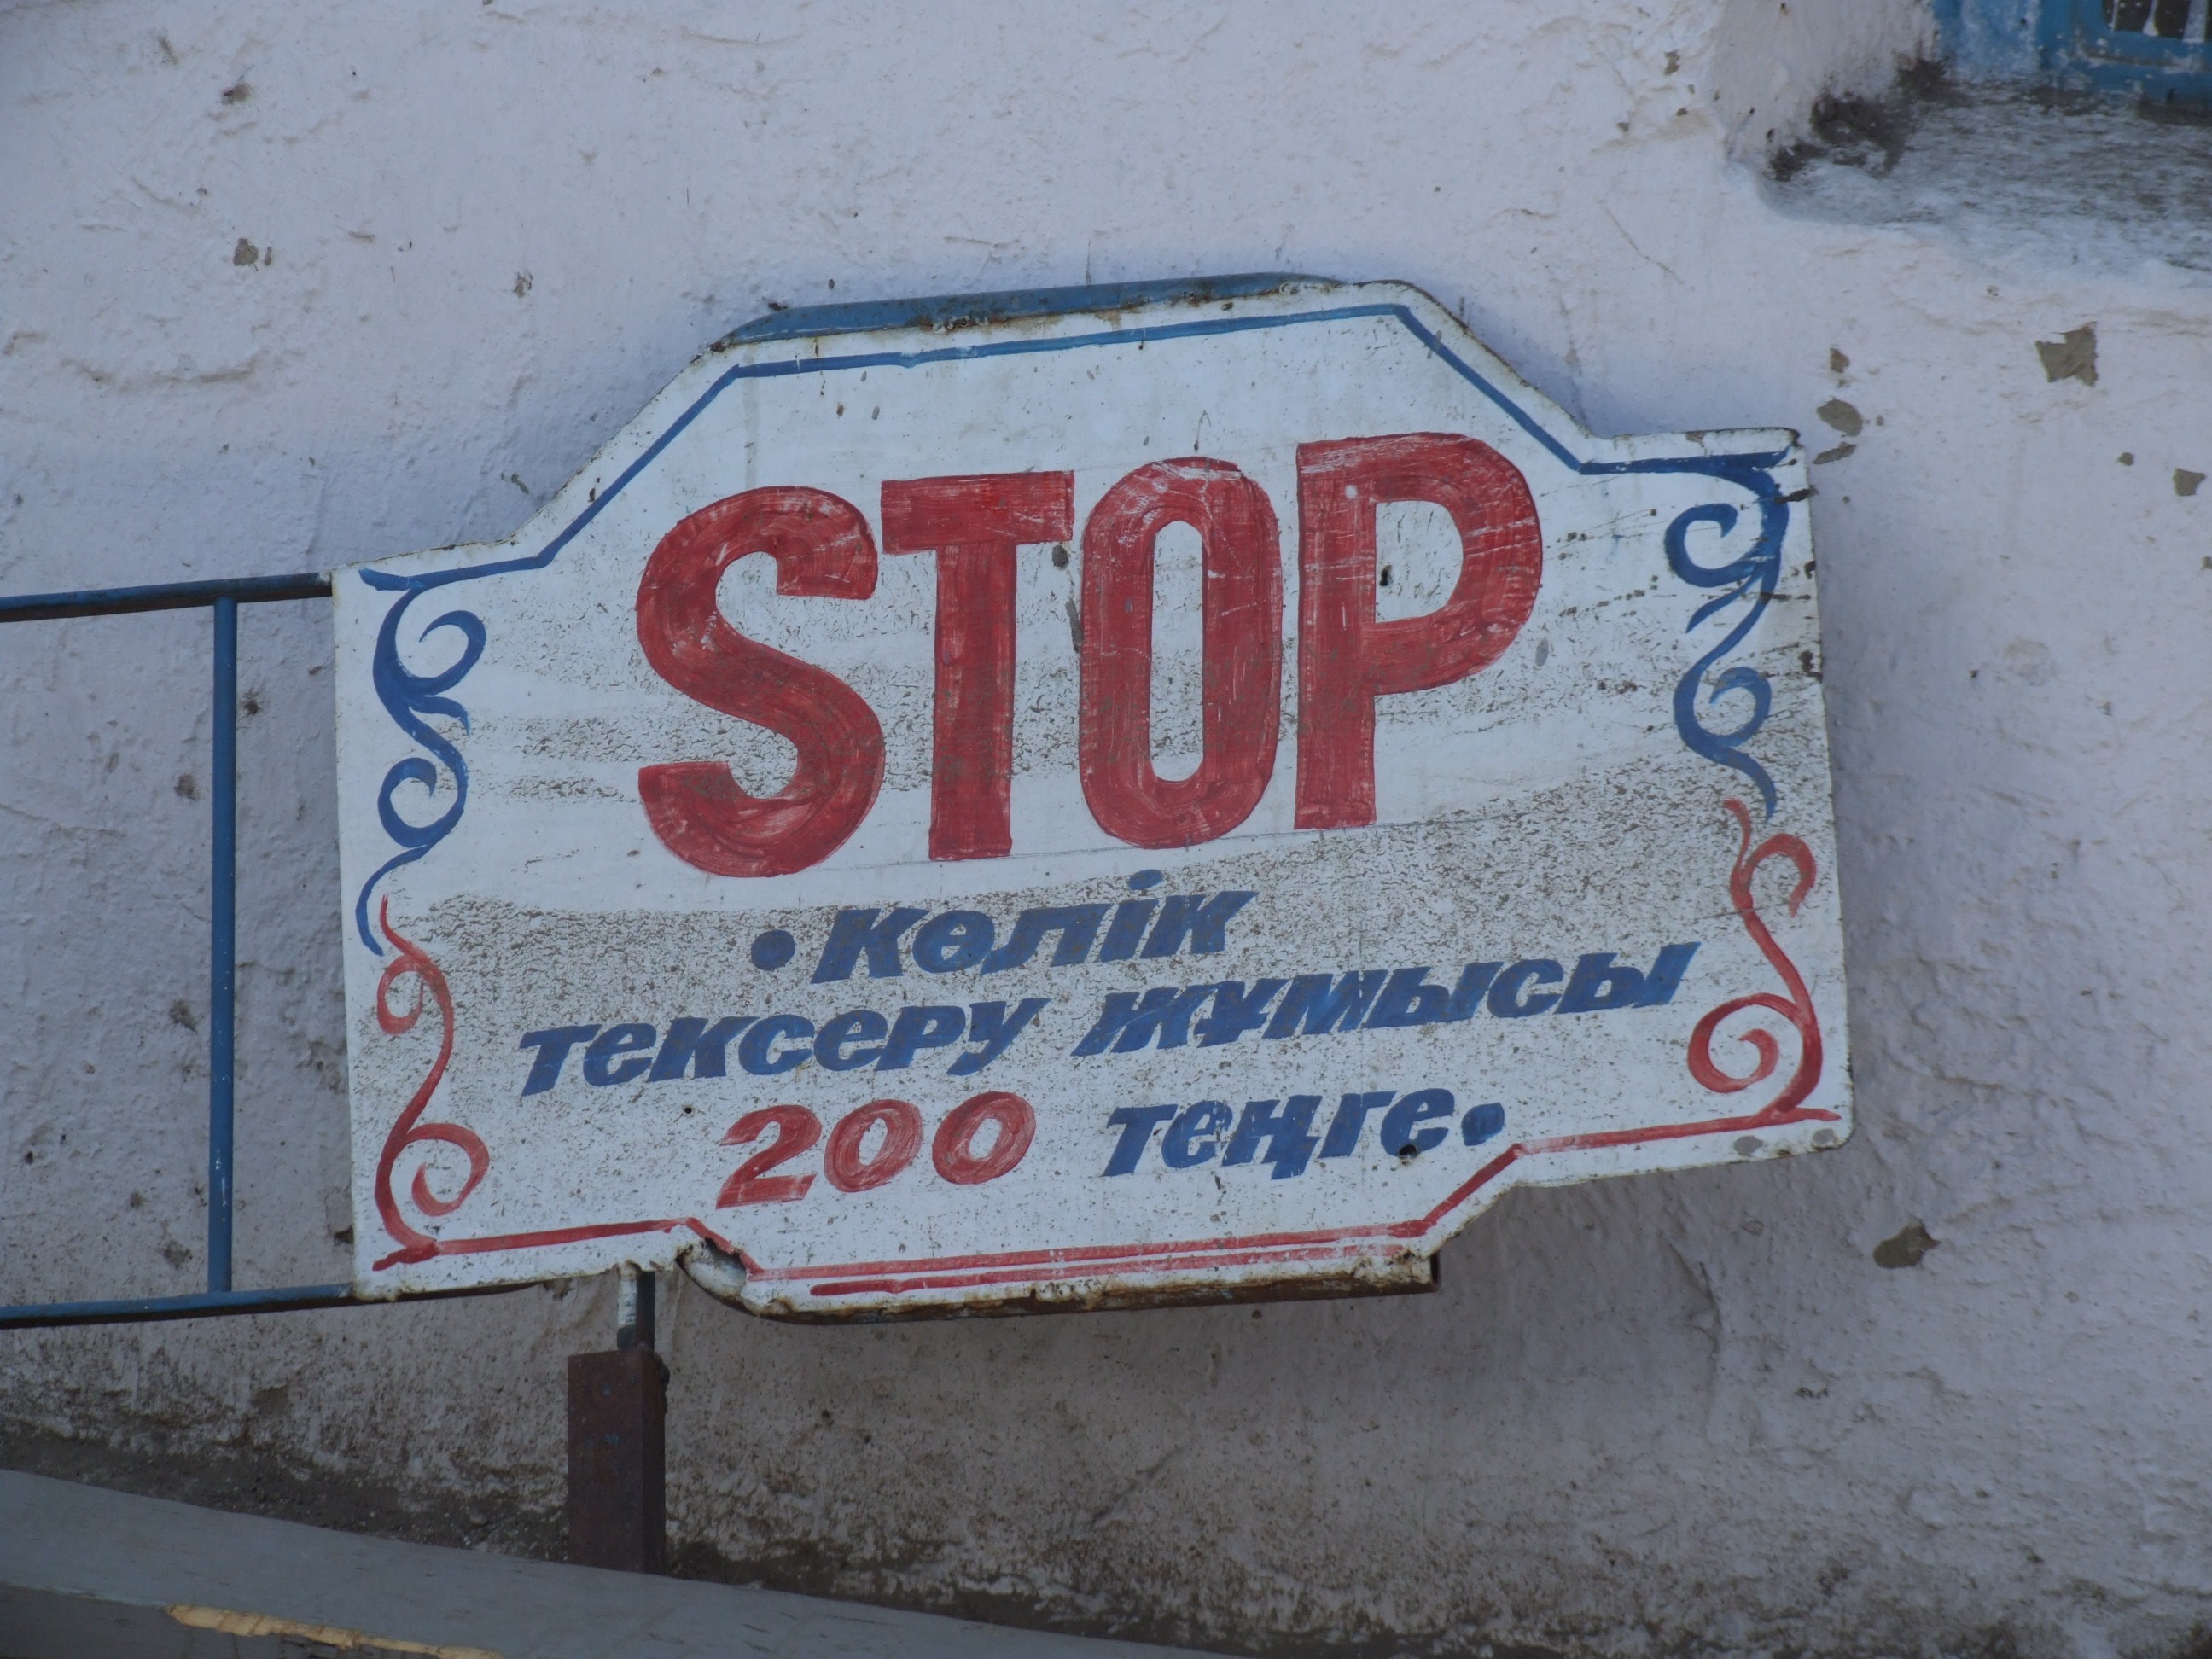 STOP
•көлік
тексеру жұмысы
200 теңге•